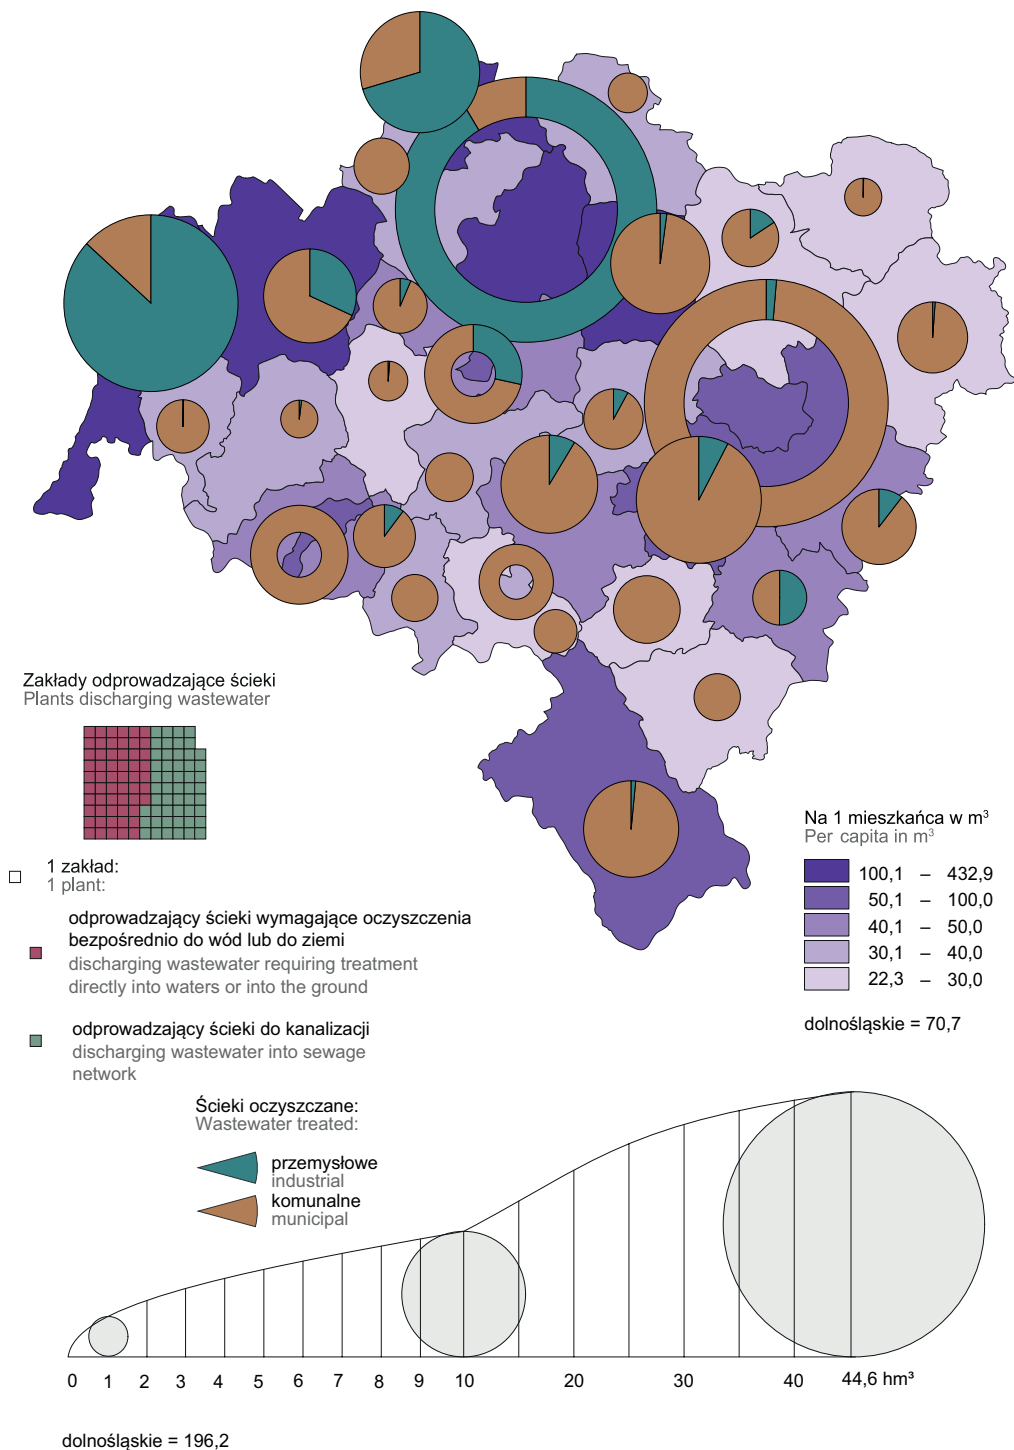 Zakłady odprowadzające ścieki
Plants discharging wastewater
1 zakład:
1 plant:
odprowadzający ścieki wymagające oczyszczenia
bezpośrednio do wód lub do ziemi
discharging wastewater requiring treatment
directly into waters or into the ground
odprowadzający ścieki do kanalizacji
discharging wastewater into sewage
network
Na 1 mieszkańca w m³
Per capita in m³
100,1 – 432,9
50,1 – 100,0
40,1 – 50,0
30,1 – 40,0
22,3 – 30,0
dolnośląskie = 70,7
Ścieki oczyszczane:
Wastewater treated:
przemysłowe
industrial
komunalne
municipal
0 1 2 3 4 5 6 7 8 9 10 20 30 40 44,6 hm³
dolnośląskie = 196,2